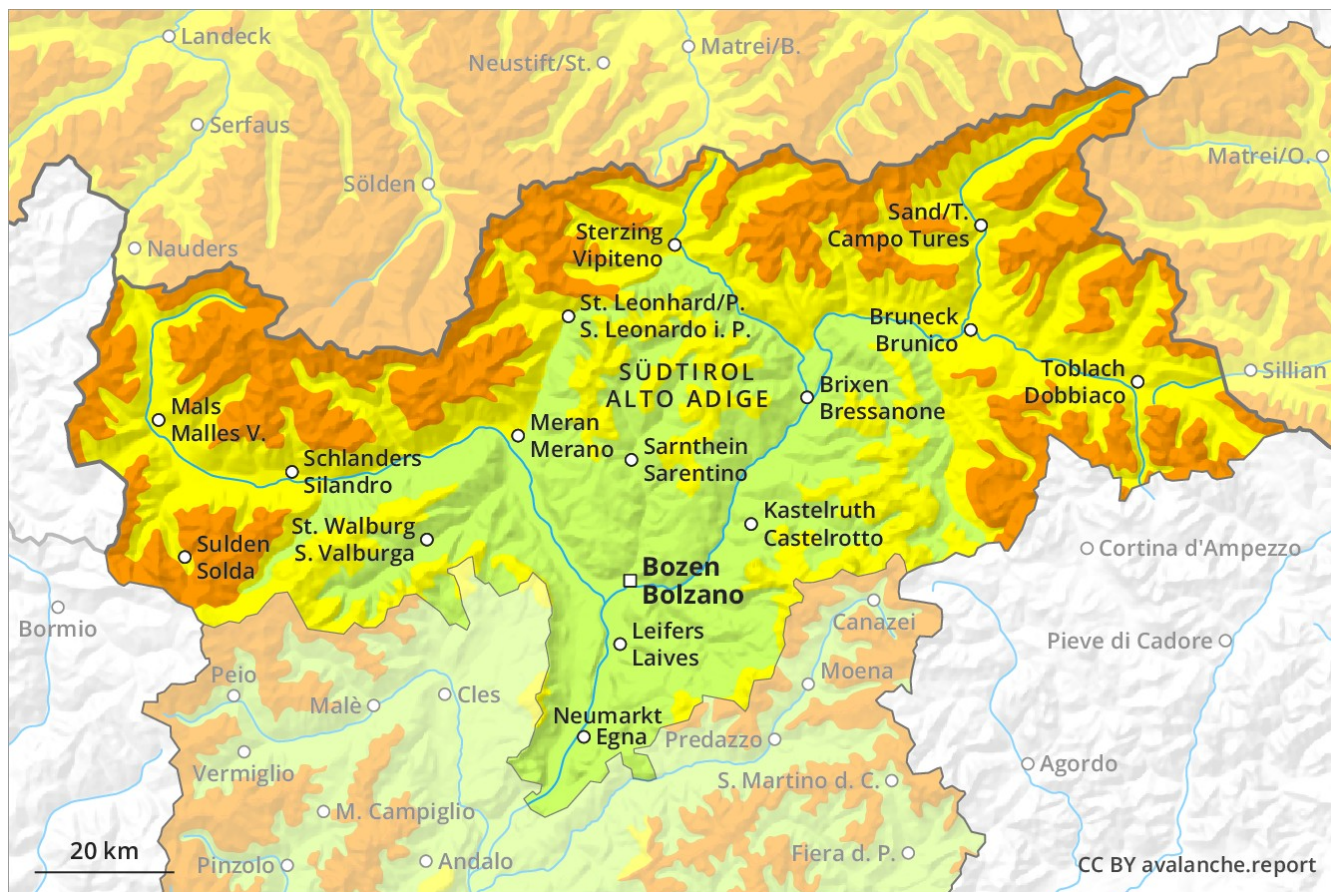 Landeck
Matrei/B.
Neustift/St.
Serfaus
Matrei/O.
Sölden
Sand/T.
Campo Tures
Sterzing
Vipiteno
Nauders
St. Leonhard/P.
S. Leonardo i. P.
Bruneck
Brunico
Toblach
Dobbiaco
Sillian
SÜDTIROL
ALTO ADIGE
Brixen
Bressanone
Mals
Malles V.
Meran
Merano
Sarnthein
Sarentino
Schlanders
Silandro
Kastelruth
Castelrotto
St. Walburg
S. Valburga
Sulden
Solda
Cortina d'Ampezzo
Bozen
Bolzano
Bormio
Canazei
Leifers
Laives
Pieve di Cadore
Peio
Moena
Malè
Cles
Neumarkt
Egna
Predazzo
Vermiglio
Agordo
S. Martino d. C.
M. Campiglio
20 km
Pinzolo
Andalo
Fiera d. P.
CC BY avalanche.report